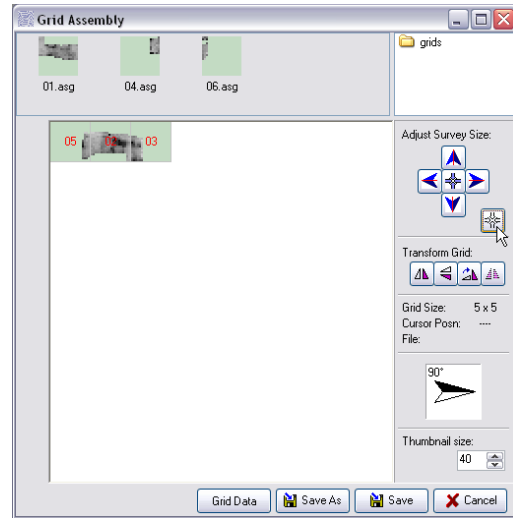 Grid Assembly
grids
01.asg 04.asg 06.asg
05 03
Adjust Survey Size:
Transform Grid:
Grid Size: 5 x 5
Cursor Posn: ----
File:
90°
Thumbnail size:
40
Grid Data Save As Save Cancel